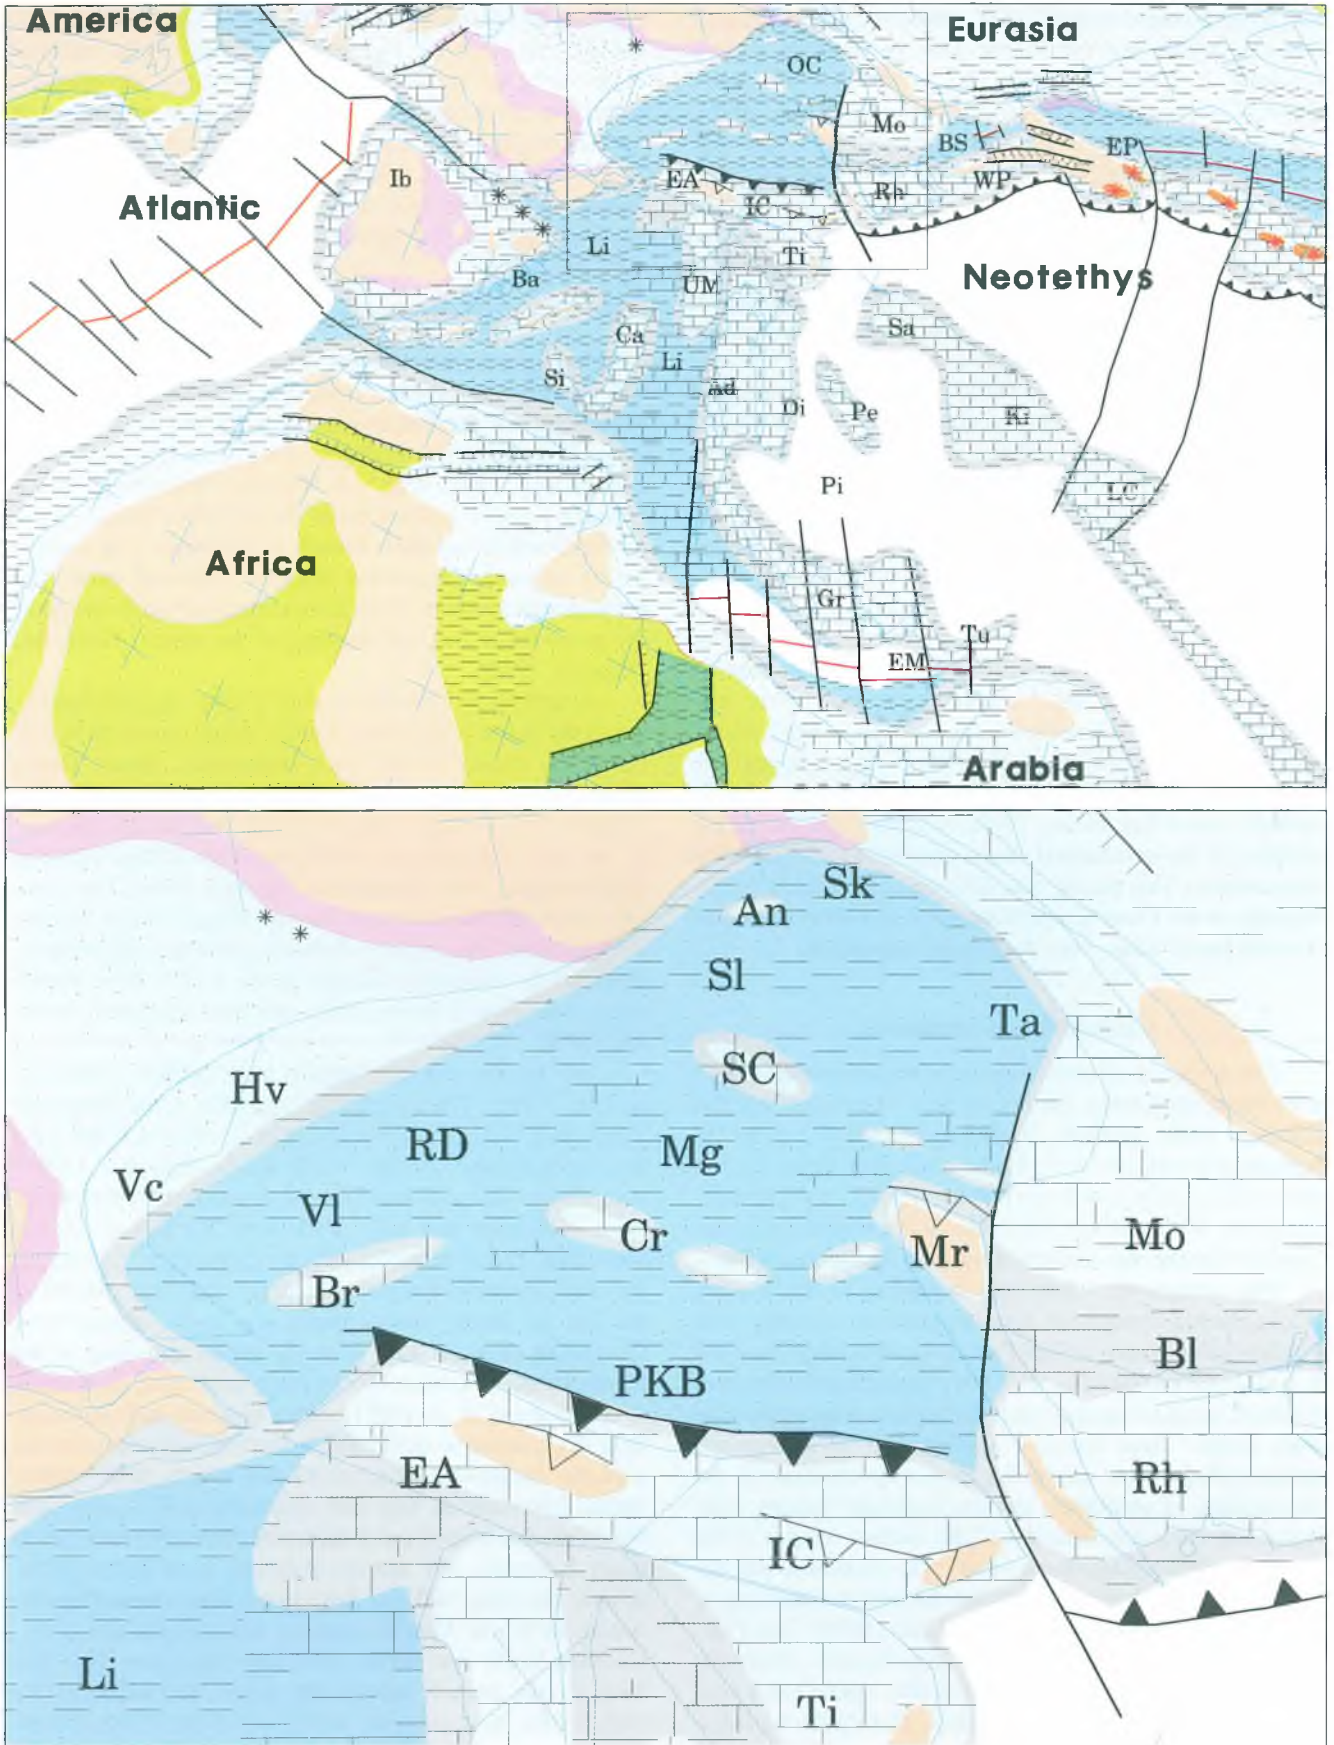 America
Eurasia
OC
Mo
BS
EP
Ib
EA
WP
Rh
IC
Atlantic
Li
Ti
Ba
UM
Neotethys
Sa
Ca
Li
Si
Ad
Di
Pe
Ki
Pi
LC
Africa
Gr
Tu
EM
Arabia
Sk
An
Sl
Ta
SC
Hv
RD
Mg
Vc
Vl
Cr
Mr
Mo
Br
Bl
PKB
EA
Rh
IC
Li
Ti